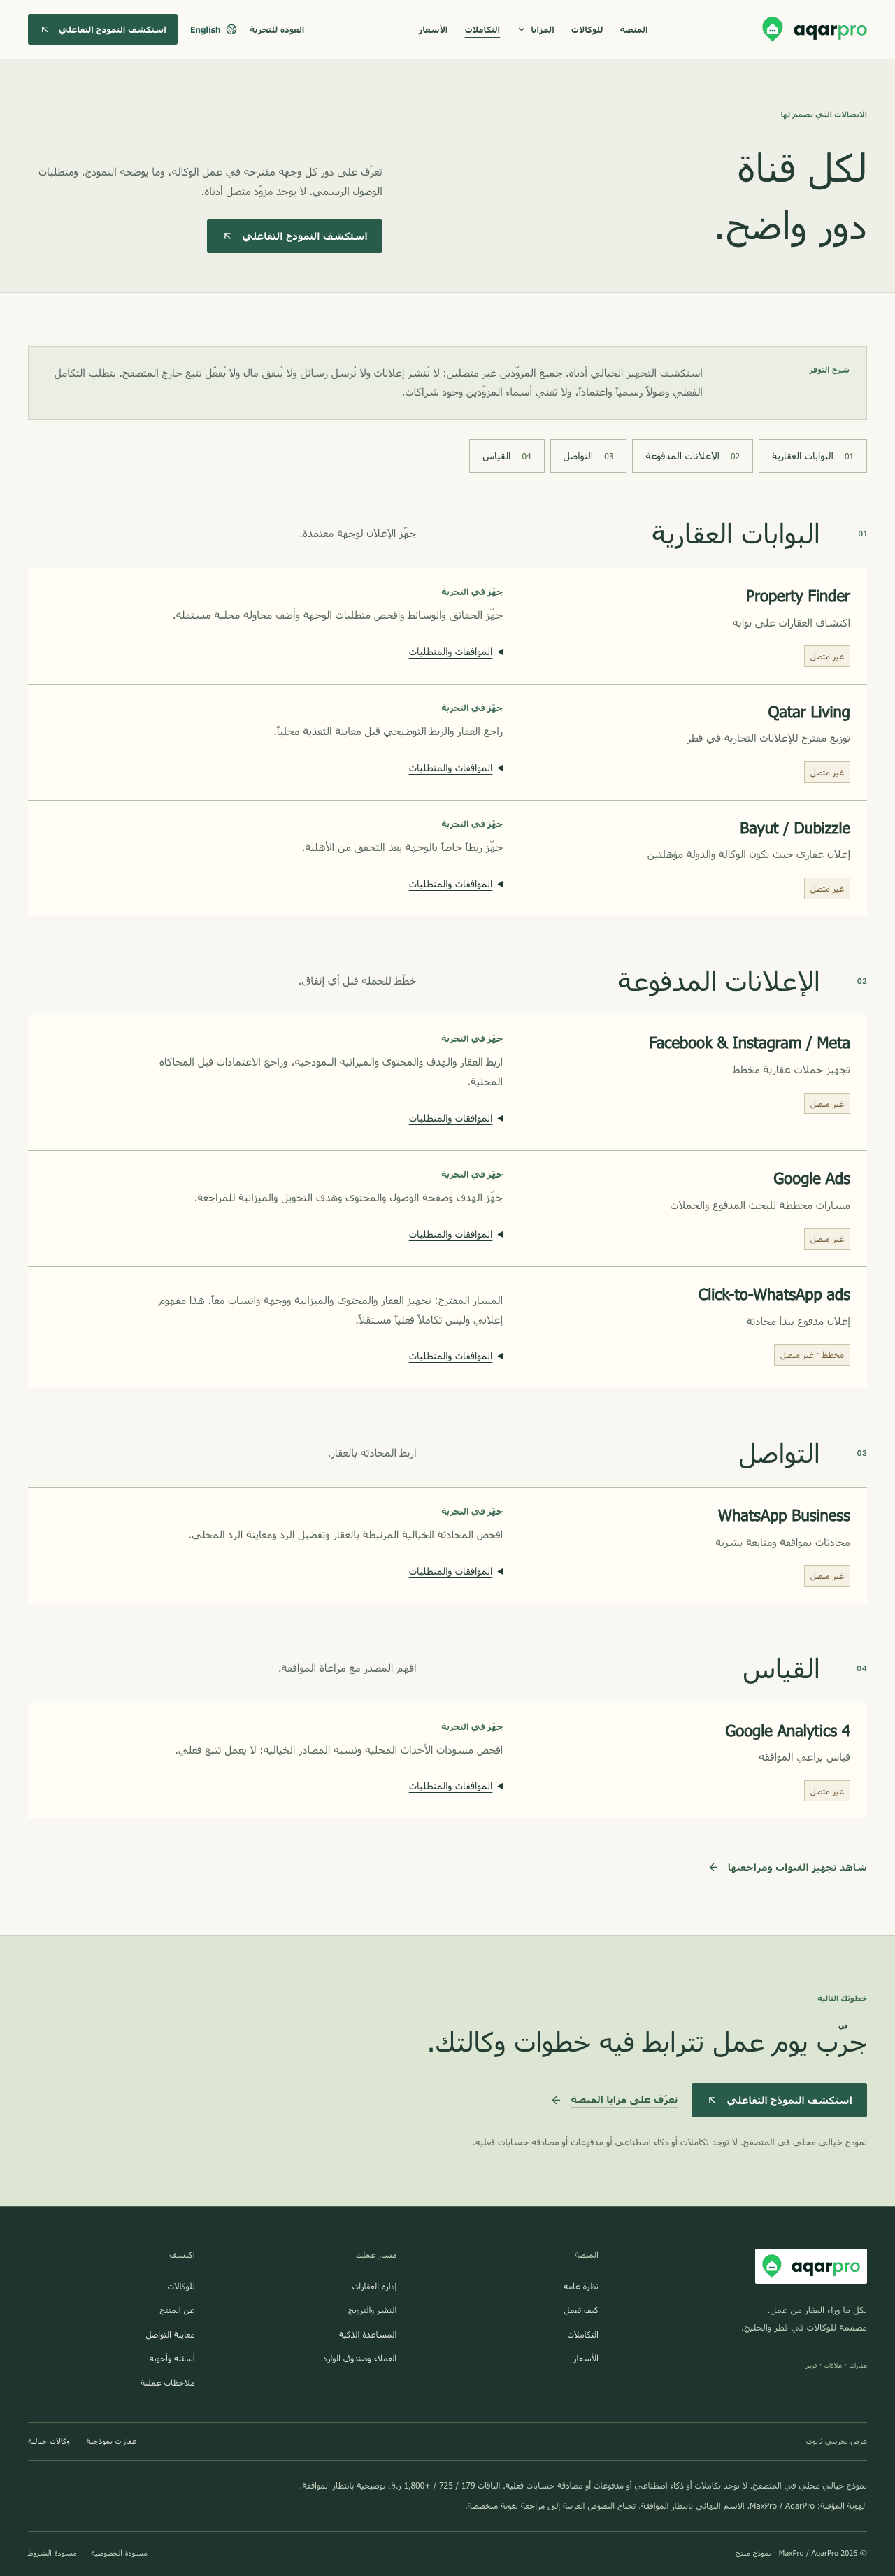 aqarpro
المنصة
للوكالات
المزايا
التكاملات
الأسعار
العودة للتجربة
English
استكشف النموذج التفاعلي
الاتصالات التي نصمم لها
لكل قناة
دور واضح.
تعرّف على دور كل وجهة مقترحة في عمل الوكالة، وما يوضحه النموذج، ومتطلبات
الوصول الرسمي. لا يوجد مزوّد متصل أدناه.
استكشف النموذج التفاعلي
شرح التوفر
استكشف التجهيز الخيالي أدناه. جميع المزوّدين غير متصلين؛ لا تُنشر إعلانات ولا تُرسل رسائل ولا يُنفق مال ولا يُفعّل تتبع خارج المتصفح. يتطلب التكامل
الفعلي وصولاً رسمياً واعتماداً، ولا تعني أسماء المزوّدين وجود شراكات.
01 البوابات العقارية
02 الإعلانات المدفوعة
03 التواصل
04 القياس
01
البوابات العقارية
جهّز الإعلان لوجهة معتمدة.
Property Finder
اكتشاف العقارات على بوابة
غير متصل
جهّز في التجربة
جهّز الحقائق والوسائط وافحص متطلبات الوجهة وأضف محاولة محلية مستقلة.
الموافقات والمتطلبات
Qatar Living
توزيع مقترح للإعلانات التجارية في قطر
غير متصل
جهّز في التجربة
راجع العقار والربط التوضيحي قبل معاينة التغذية محلياً.
الموافقات والمتطلبات
Bayut / Dubizzle
إعلان عقاري حيث تكون الوكالة والدولة مؤهلتين
غير متصل
جهّز في التجربة
جهّز ربطاً خاصاً بالوجهة بعد التحقق من الأهلية.
الموافقات والمتطلبات
02
الإعلانات المدفوعة
خطّط للحملة قبل أي إنفاق.
Facebook & Instagram / Meta
تجهيز حملات عقارية مخطط
غير متصل
جهّز في التجربة
اربط العقار والهدف والمحتوى والميزانية النموذجية، وراجع الاعتمادات قبل المحاكاة
المحلية.
الموافقات والمتطلبات
Google Ads
مسارات مخططة للبحث المدفوع والحملات
غير متصل
جهّز في التجربة
جهّز الهدف وصفحة الوصول والمحتوى وهدف التحويل والميزانية للمراجعة.
الموافقات والمتطلبات
Click-to-WhatsApp ads
إعلان مدفوع يبدأ محادثة
مخطط · غير متصل
المسار المقترح: تجهيز العقار والمحتوى والميزانية ووجهة واتساب معاً. هذا مفهوم
إعلاني وليس تكاملاً فعلياً مستقلاً.
الموافقات والمتطلبات
03
التواصل
اربط المحادثة بالعقار.
WhatsApp Business
محادثات بموافقة ومتابعة بشرية
غير متصل
جهّز في التجربة
افحص المحادثة الخيالية المرتبطة بالعقار وتفضيل الرد ومعاينة الرد المحلي.
الموافقات والمتطلبات
04
القياس
افهم المصدر مع مراعاة الموافقة.
Google Analytics 4
قياس يراعي الموافقة
غير متصل
جهّز في التجربة
افحص مسودات الأحداث المحلية ونسبة المصادر الخيالية؛ لا يعمل تتبع فعلي.
الموافقات والمتطلبات
شاهد تجهيز القنوات ومراجعتها
خطوتك التالية
جرّب يوم عمل تترابط فيه خطوات وكالتك.
استكشف النموذج التفاعلي
تعرّف على مزايا المنصة
نموذج خيالي محلي في المتصفح. لا توجد تكاملات أو ذكاء اصطناعي أو مدفوعات أو مصادقة حسابات فعلية.
aqarpro
لكل ما وراء العقار من عمل.
مصممة للوكالات في قطر والخليج.
عقارات · علاقات · فرص
المنصة
نظرة عامة
كيف تعمل
التكاملات
الأسعار
مسار عملك
إدارة العقارات
النشر والترويج
المساعدة الذكية
العملاء وصندوق الوارد
اكتشف
للوكالات
عن المنتج
معاينة التواصل
أسئلة وأجوبة
ملاحظات عملية
عرض تجريبي ثانوي
عقارات نموذجية
وكالات خيالية
نموذج خيالي محلي في المتصفح. لا توجد تكاملات أو ذكاء اصطناعي أو مدفوعات أو مصادقة حسابات فعلية. الباقات 179 / 725 / +1,800 ر.ق توضيحية بانتظار الموافقة.
الهوية المؤقتة: MaxPro / AqarPro. الاسم النهائي بانتظار الموافقة. تحتاج النصوص العربية إلى مراجعة لغوية متخصصة.
© 2026 MaxPro / AqarPro · نموذج منتج
مسودة الخصوصية
مسودة الشروط